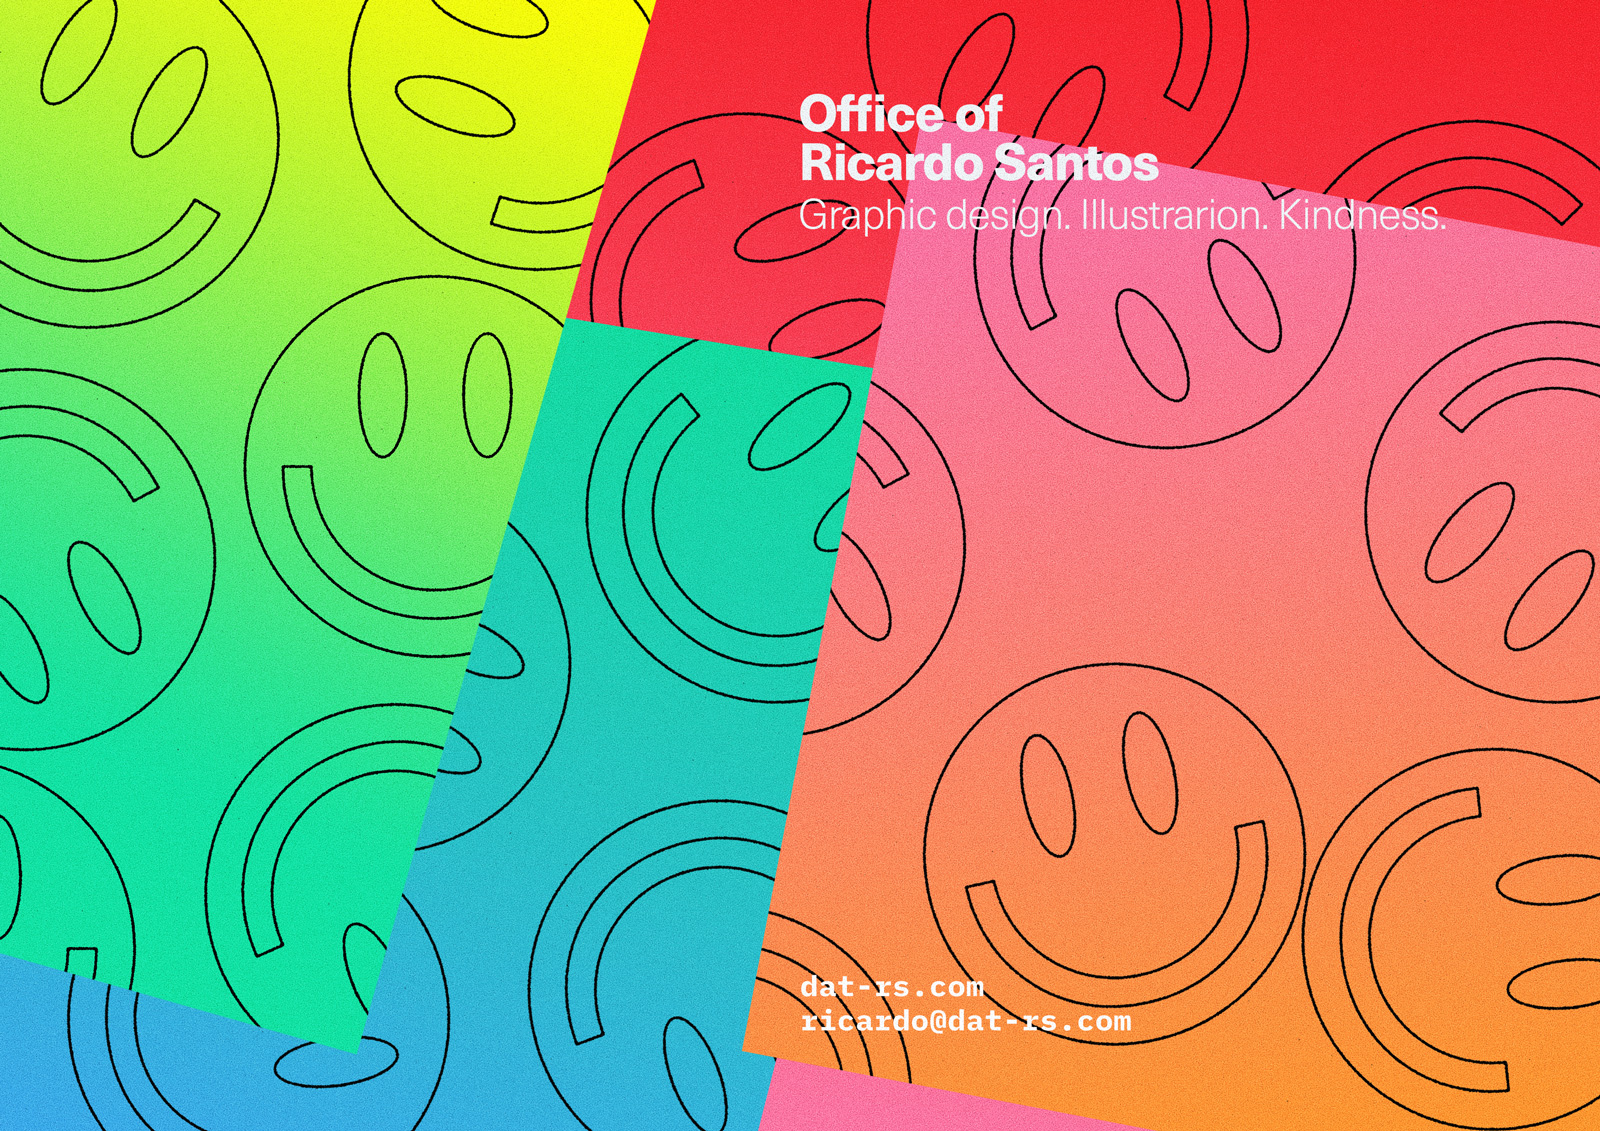 Office of
Ricardo Santos
Graphic design. Illustrarion. Kindness.
dat-rs.com
ricardo@dat-rs.com